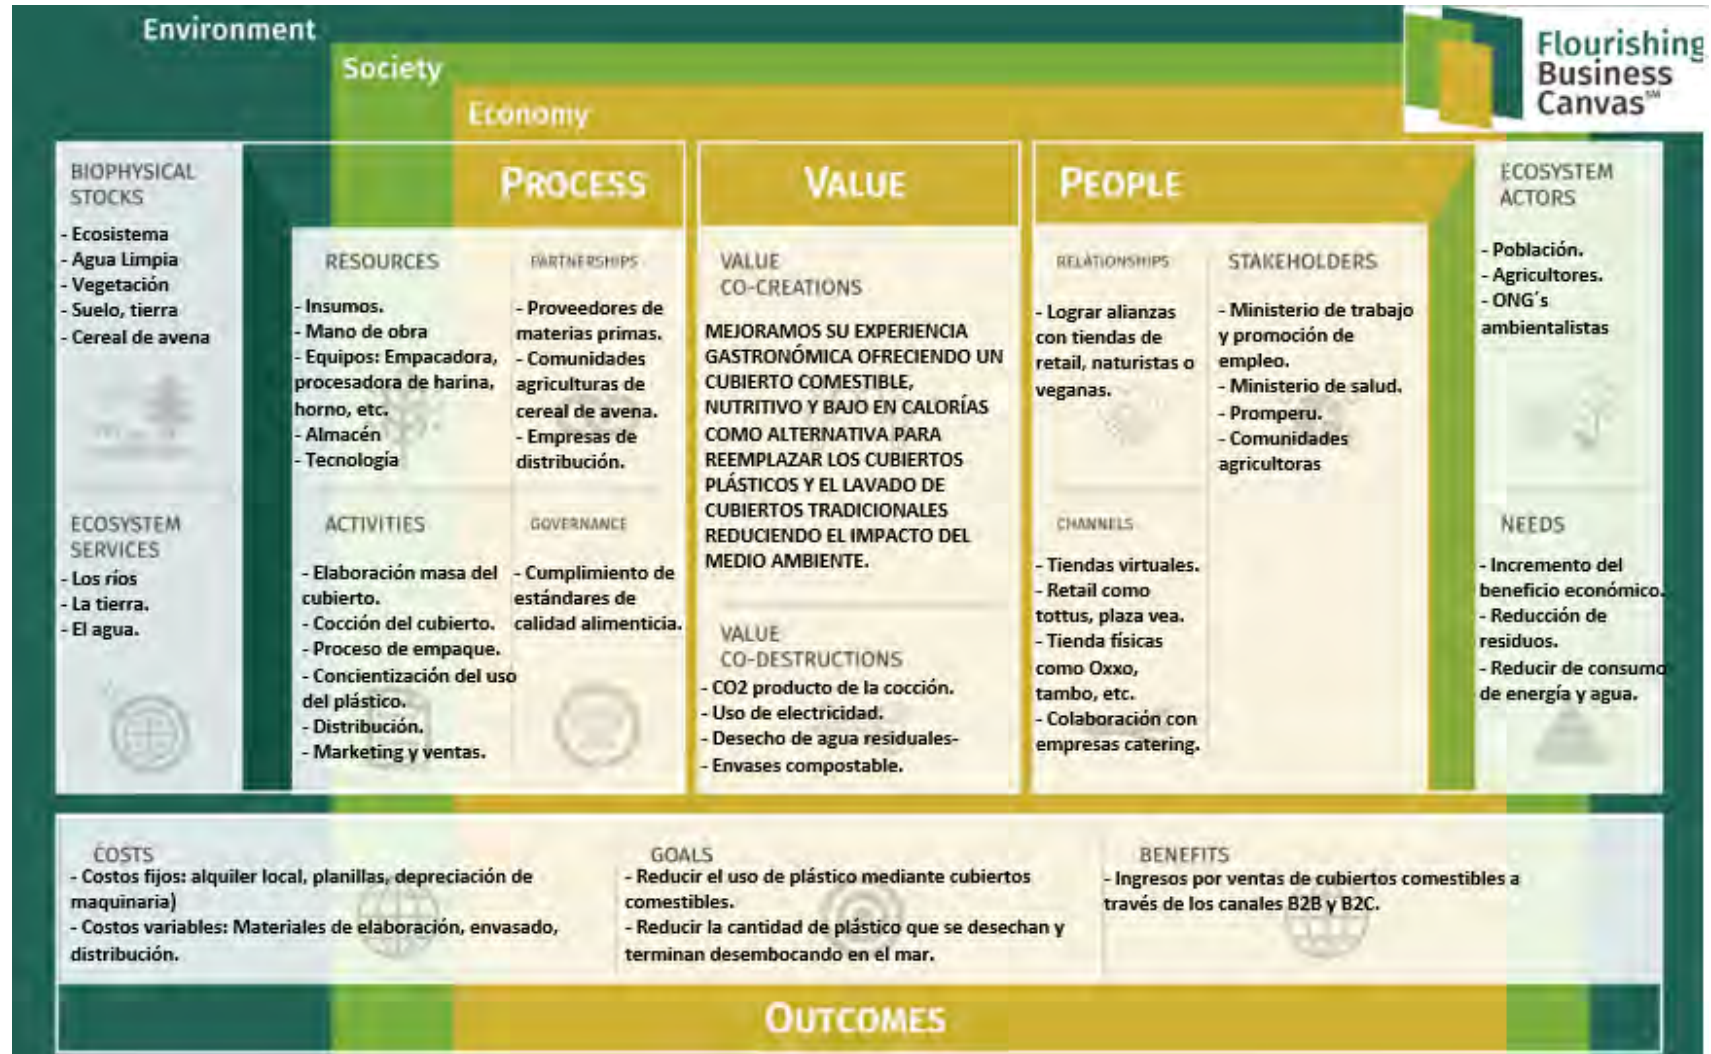 Environment
Society
Economy
Flourishing
Business
Canvas℠
BIOPHYSICAL
STOCKS
- Ecosistema
- Agua Limpia
- Vegetación
- Suelo, tierra
- Cereal de avena
ECOSYSTEM
SERVICES
- Los ríos
- La tierra.
- El agua.
PROCESS
RESOURCES
- Insumos.
- Mano de obra
- Equipos: Empacadora,
procesadora de harina,
horno, etc.
- Almacén
- Tecnología
PARTNERSHIPS
- Proveedores de
materias primas.
- Comunidades
agriculturas de
cereal de avena.
- Empresas de
distribución.
ACTIVITIES
- Elaboración masa del
cubierto.
- Cocción del cubierto.
- Proceso de empaque.
- Concientización del uso
del plástico.
- Distribución.
- Marketing y ventas.
GOVERNANCE
- Cumplimiento de
estándares de
calidad alimenticia.
VALUE
VALUE
CO-CREATIONS
MEJORAMOS SU EXPERIENCIA
GASTRONÓMICA OFRECIENDO UN
CUBIERTO COMESTIBLE,
NUTRITIVO Y BAJO EN CALORÍAS
COMO ALTERNATIVA PARA
REEMPLAZAR LOS CUBIERTOS
PLÁSTICOS Y EL LAVADO DE
CUBIERTOS TRADICIONALES
REDUCIENDO EL IMPACTO DEL
MEDIO AMBIENTE.
VALUE
CO-DESTRUCTIONS
- CO2 producto de la cocción.
- Uso de electricidad.
- Desecho de agua residuales-
- Envases compostable.
PEOPLE
RELATIONSHIPS
- Lograr alianzas
con tiendas de
retail, naturistas o
veganas.
STAKEHOLDERS
- Ministerio de trabajo
y promoción de
empleo.
- Ministerio de salud.
- Promperu.
- Comunidades
agricultoras
CHANNELS
- Tiendas virtuales.
- Retail como
tottus, plaza vea.
- Tienda físicas
como Oxxo,
tambo, etc.
- Colaboración con
empresas catering.
ECOSYSTEM
ACTORS
- Población.
- Agricultores.
- ONG´s
ambientalistas
NEEDS
- Incremento del
beneficio económico.
- Reducción de
residuos.
- Reducir de consumo
de energía y agua.
COSTS
- Costos fijos: alquiler local, planillas, depreciación de
maquinaria)
- Costos variables: Materiales de elaboración, envasado,
distribución.
GOALS
- Reducir el uso de plástico mediante cubiertos
comestibles.
- Reducir la cantidad de plástico que se desechan y
terminan desembocando en el mar.
BENEFITS
- Ingresos por ventas de cubiertos comestibles a
través de los canales B2B y B2C.
OUTCOMES